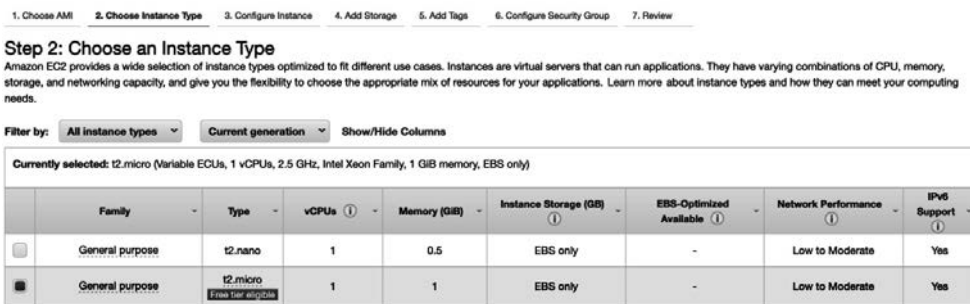 1. Choose AMI 2. Choose Instance Type 3. Configure Instance 4. Add Storage 5. Add Tags 6. Configure Security Group 7. Review
Step 2: Choose an Instance Type
Amazon EC2 provides a wide selection of instance types optimized to fit different use cases. Instances are virtual servers that can run applications. They have varying combinations of CPU, memory,
storage, and networking capacity, and give you the flexibility to choose the appropriate mix of resources for your applications. Learn more about instance types and how they can meet your computing
needs.
Filter by: All instance types Current generation Show/Hide Columns
Currently selected: t2.micro (Variable ECUs, 1 vCPUs, 2.5 GHz, Intel Xeon Family, 1 GiB memory, EBS only)
Family Type vCPUs Memory (GiB) Instance Storage (GB) EBS-Optimized Available Network Performance IPv6 Support
General purpose t2.nano 1 0.5 EBS only - Low to Moderate Yes
General purpose t2.micro 1 1 EBS only - Low to Moderate Yes
Free tier eligible